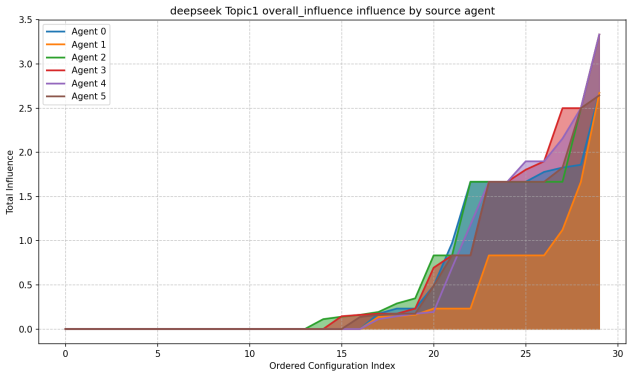 deepseek Topic1 overall_influence influence by source agent
3.5
3.0
2.5
2.0
1.5
1.0
0.5
0.0
Total Influence
Agent 0
Agent 1
Agent 2
Agent 3
Agent 4
Agent 5
0 5 10 15 20 25 30
Ordered Configuration Index